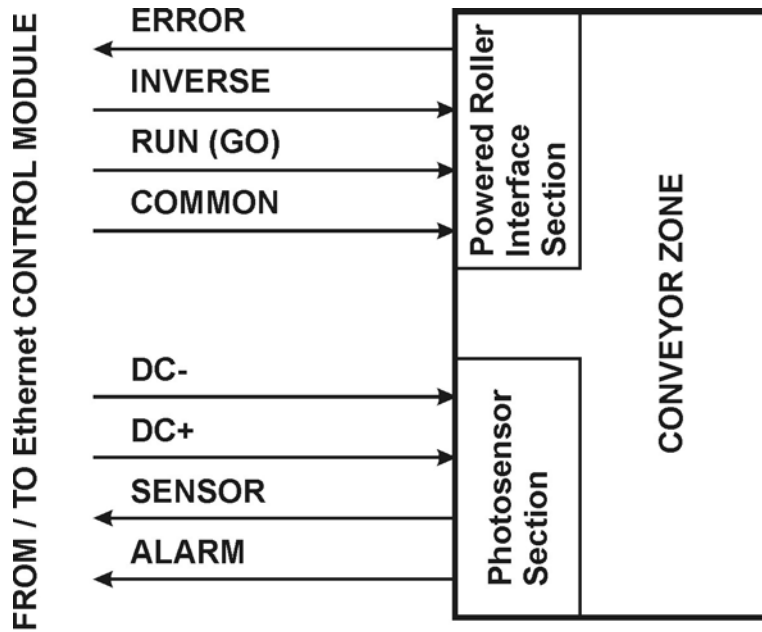 FROM / TO Ethernet CONTROL MODULE
ERROR
INVERSE
RUN (GO)
COMMON
Powered Roller
Interface
Section
DC-
DC+
SENSOR
ALARM
Photosensor
Section
CONVEYOR ZONE